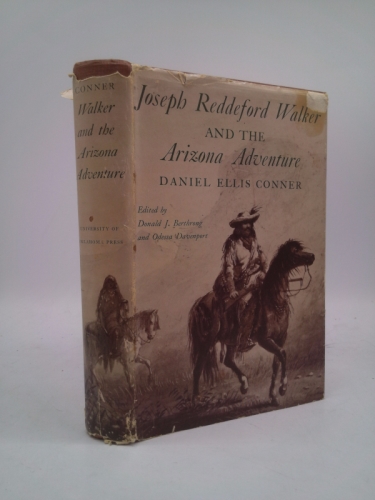 CONNER
Walker
and the
Arizona
Adventure
UNIVERSITY OF
PRESS
Joseph Reddeford Walker
AND THE
Arizona Adventure
DANIEL ELLIS CONNER
Edited by
Donald J. Berthrong
and Odessa Davenport